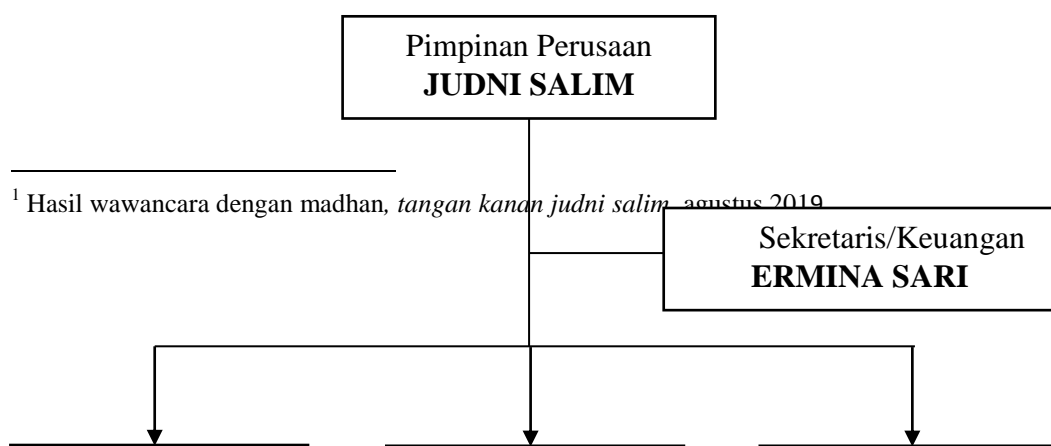 Pimpinan Perusaan
JUDNI SALIM
¹ Hasil wawancara dengan madhan, tangan kanan judni salim, agustus 2019
Sekretaris/Keuangan
ERMINA SARI